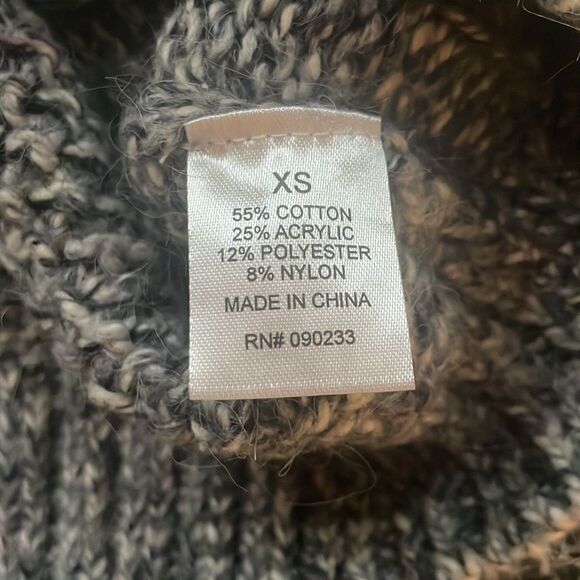 XS
55% COTTON
25% ACRYLIC
12% POLYESTER
8% NYLON
MADE IN CHINA
RN# 090233